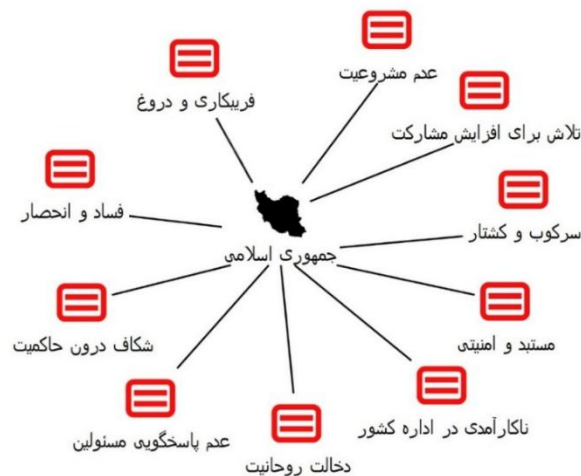 عدم مشروعیت
فریبکاری و دروغ
تلاش برای افزایش مشارکت
فساد و انحصار
سرکوب و کشتار
جمهوری اسلامی
شکاف درون حاکمیت
مستبد و امنیتی
عدم پاسخگویی مسئولین
ناکارآمدی در اداره کشور
دخالت روحانیت